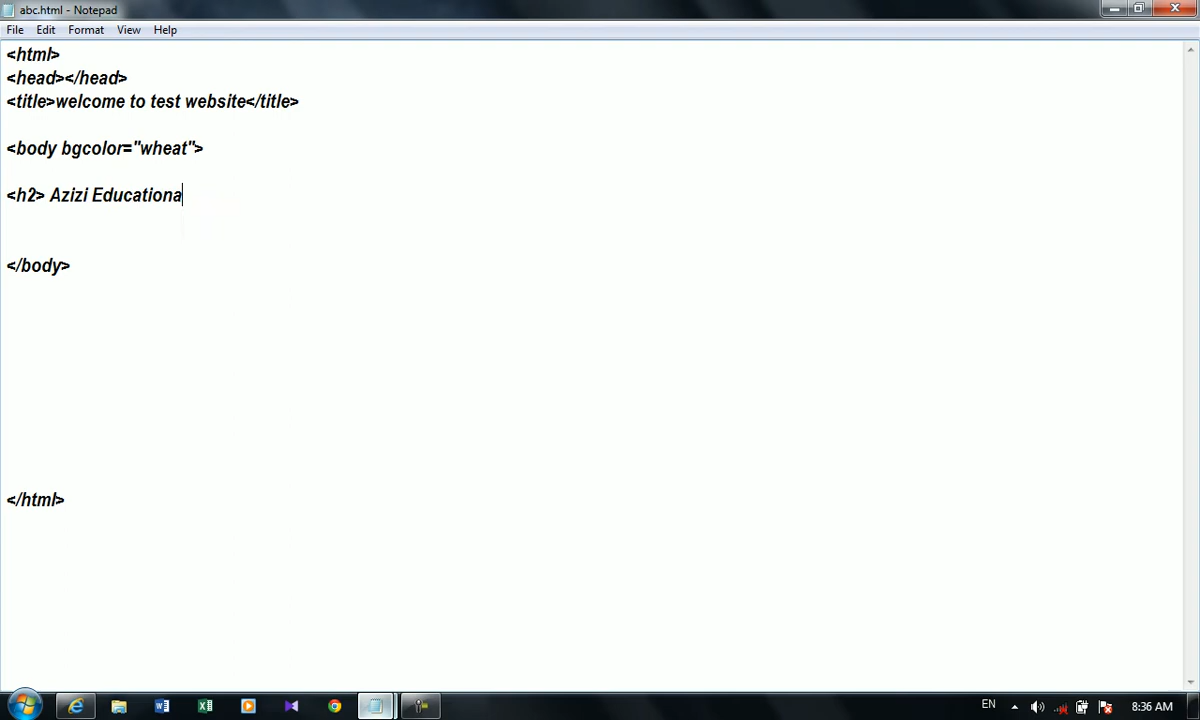 abc.html - Notepad
File Edit Format View Help
<html>
<head></head>
<title>welcome to test website</title>
<body bgcolor="wheat">
<h2> Azizi Educationa
</body>
</html>
EN 8:36 AM